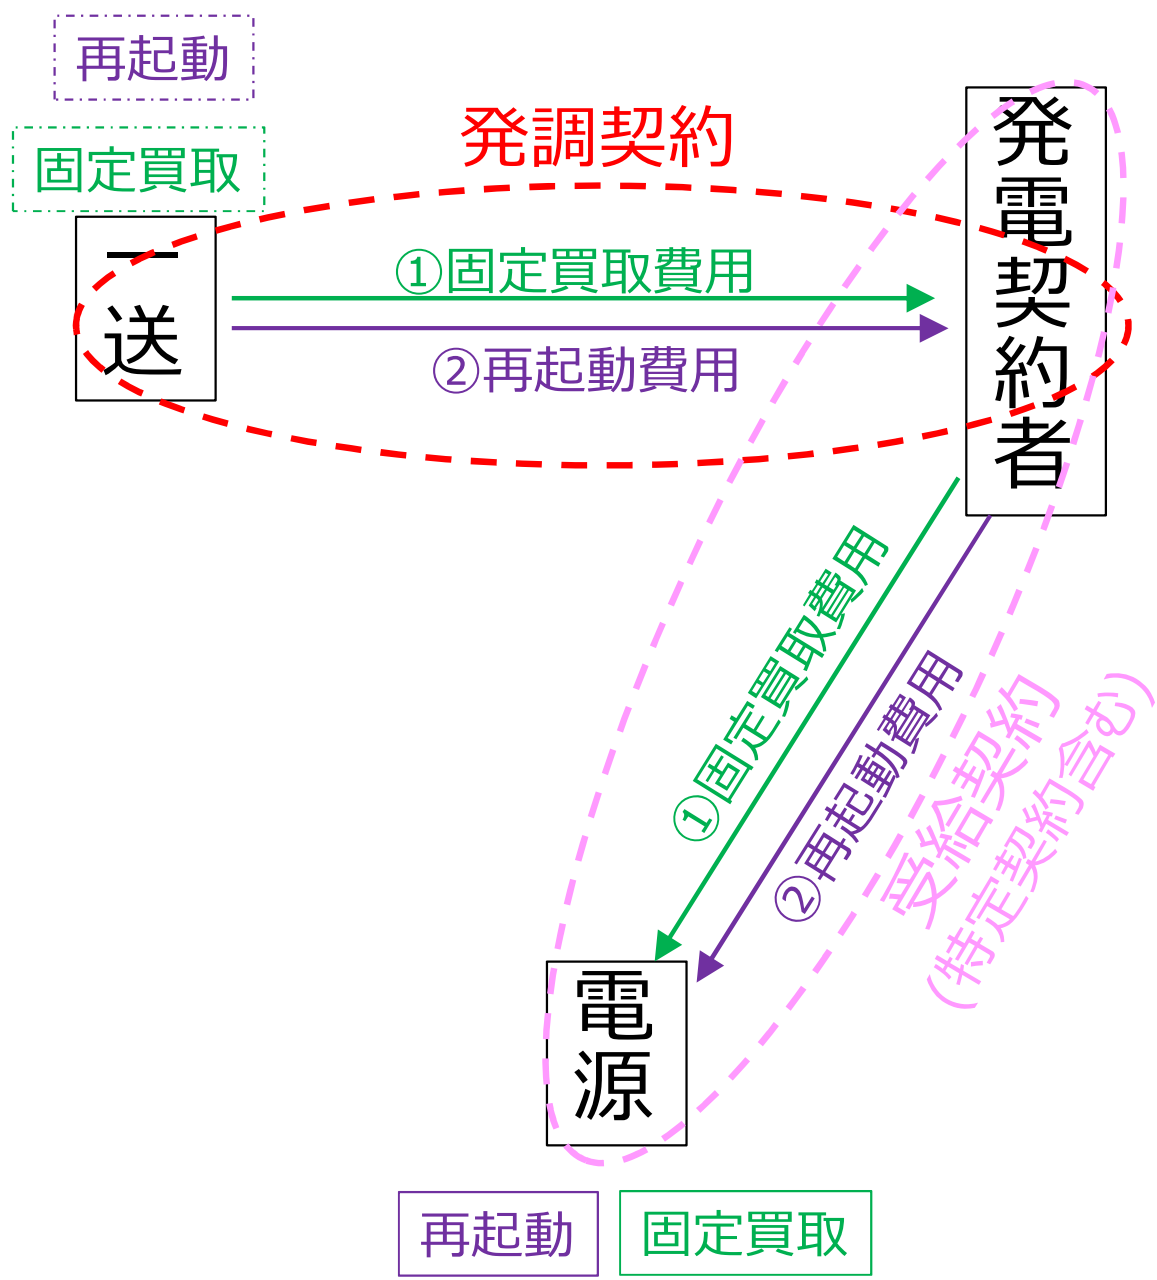 再起動
固定買取
発調契約
一送
発電契約者
①固定買取費用
②再起動費用
①固定買取費用
②再起動費用
受給契約
(特定契約含む)
電源
再起動
固定買取